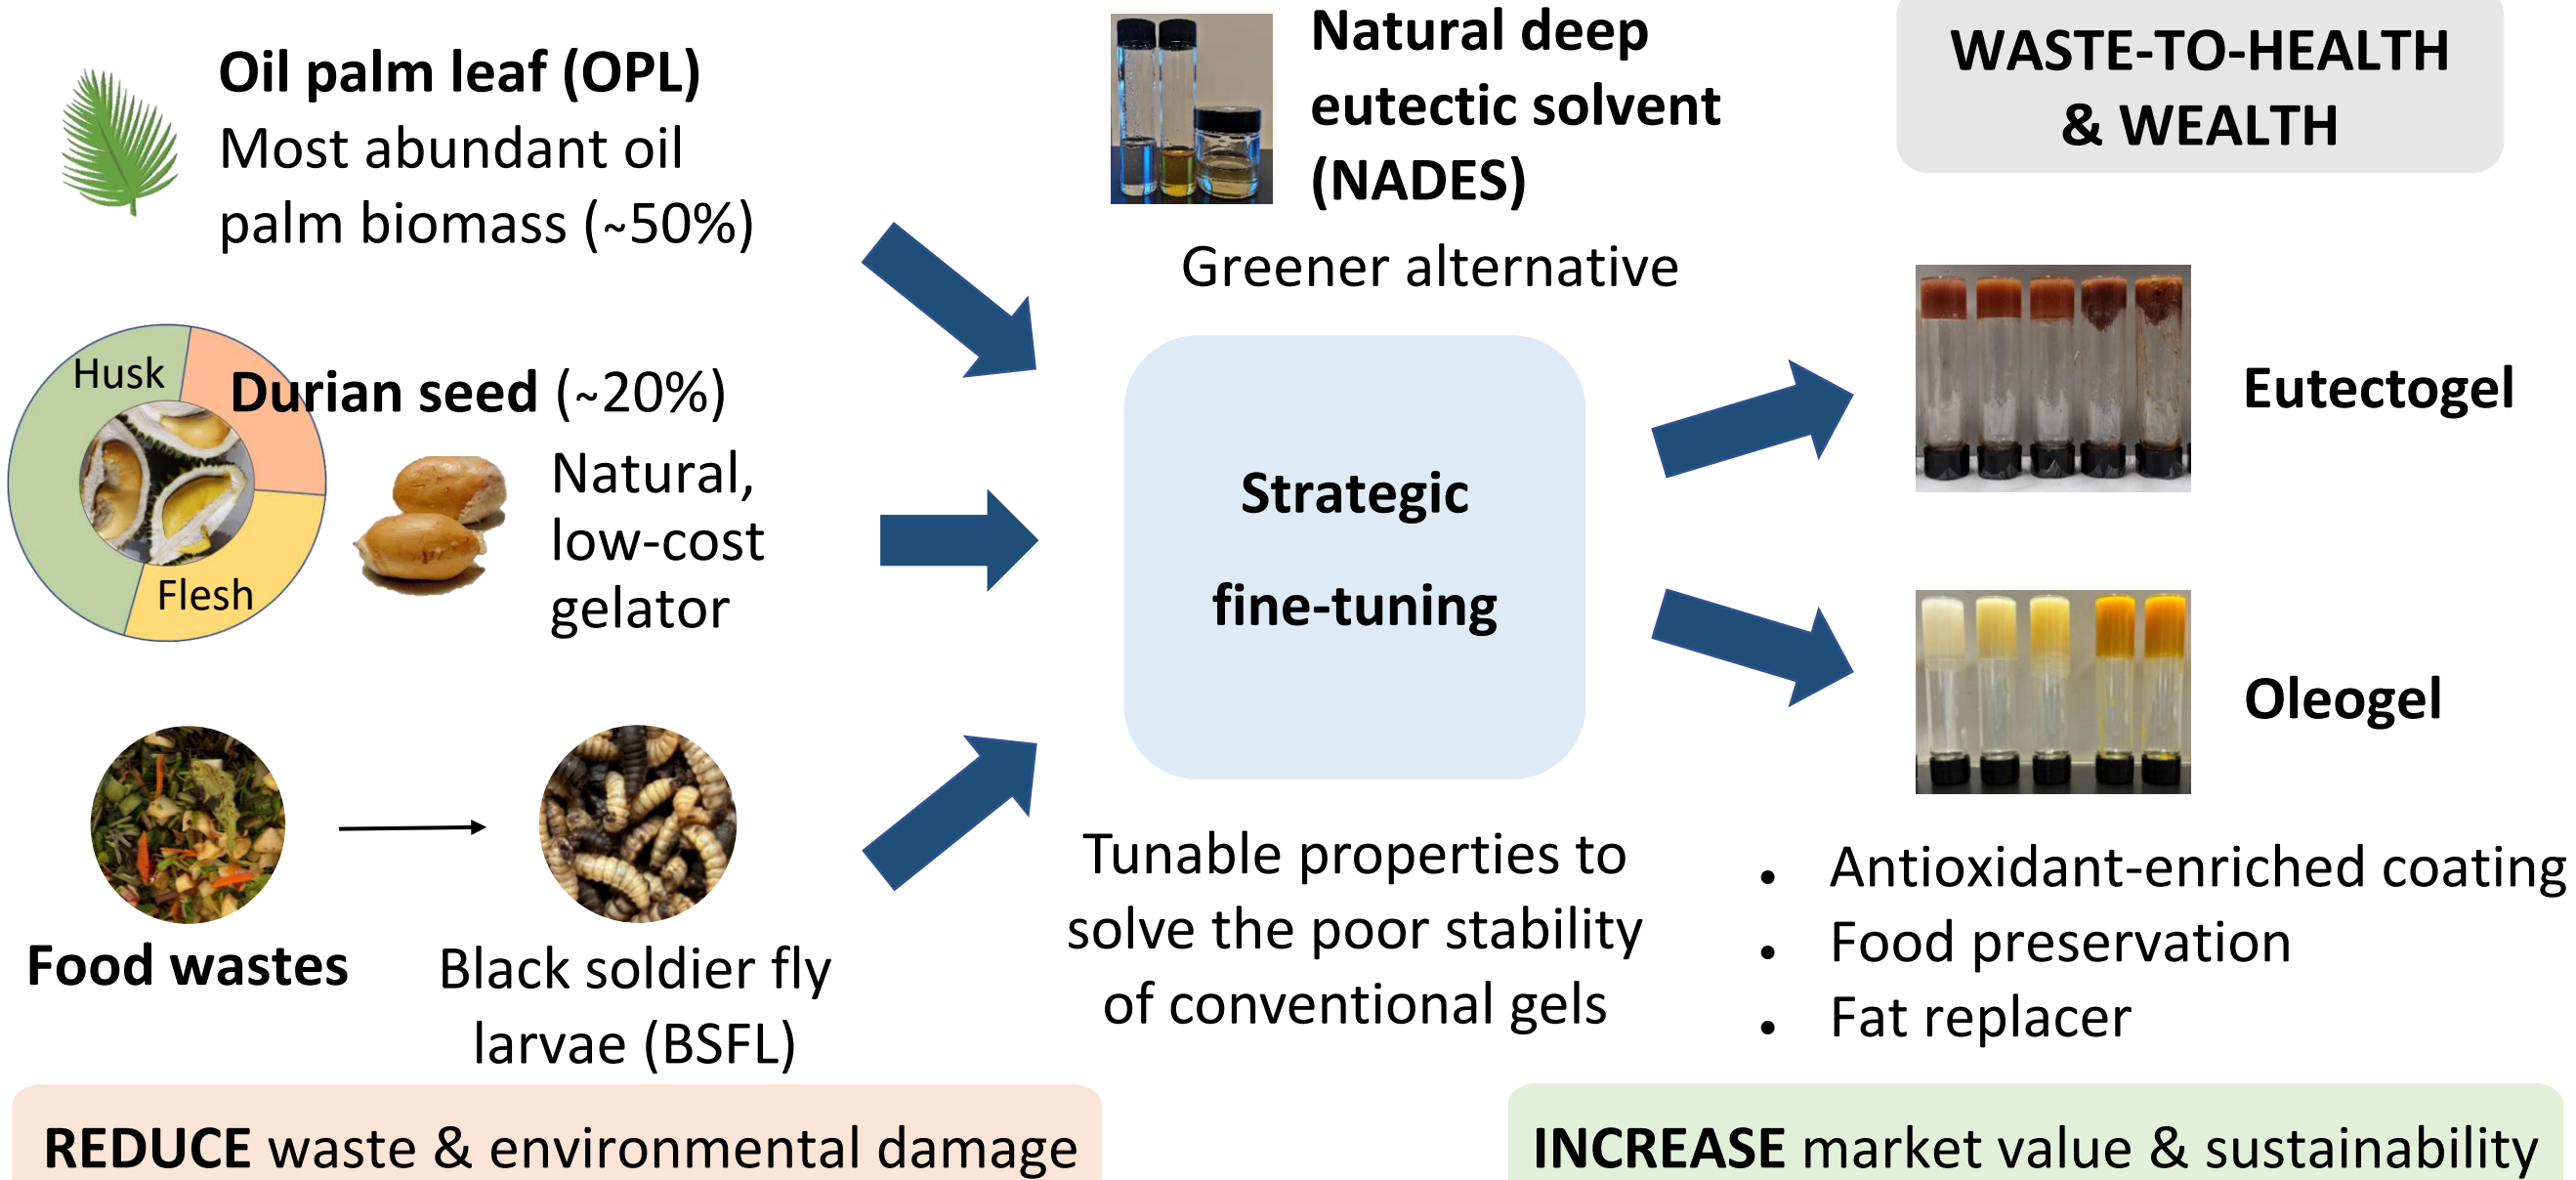 Oil palm leaf (OPL)
Most abundant oil
palm biomass (~50%)
Husk
Durian seed (~20%)
Flesh
Natural,
low-cost
gelator
Food wastes
Black soldier fly
larvae (BSFL)
REDUCE waste & environmental damage
Natural deep
eutectic solvent
(NADES)
Greener alternative
Strategic
fine-tuning
Tunable properties to
solve the poor stability
of conventional gels
WASTE-TO-HEALTH
& WEALTH
Eutectogel
Oleogel
• Antioxidant-enriched coating
• Food preservation
• Fat replacer
INCREASE market value & sustainability